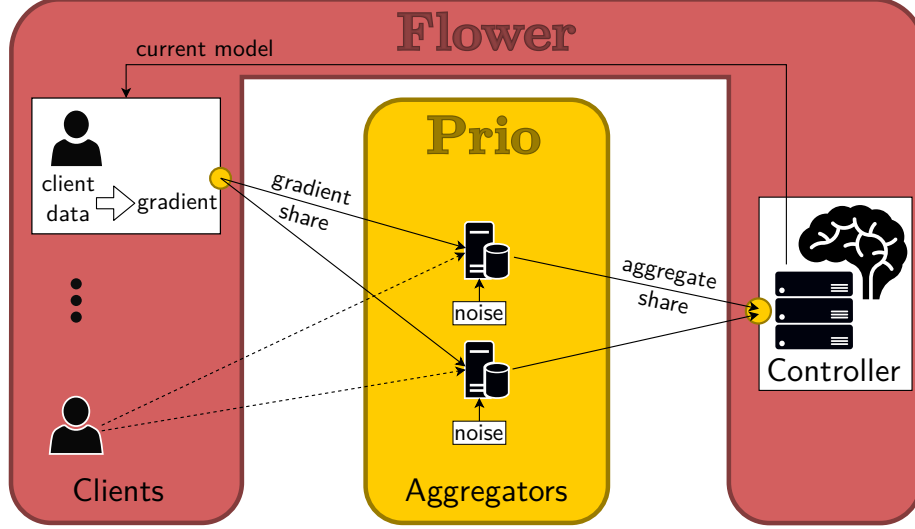 Flower
current model
Prio
client
data
gradient
gradient
share
aggregate
share
noise
noise
Controller
Clients
Aggregators